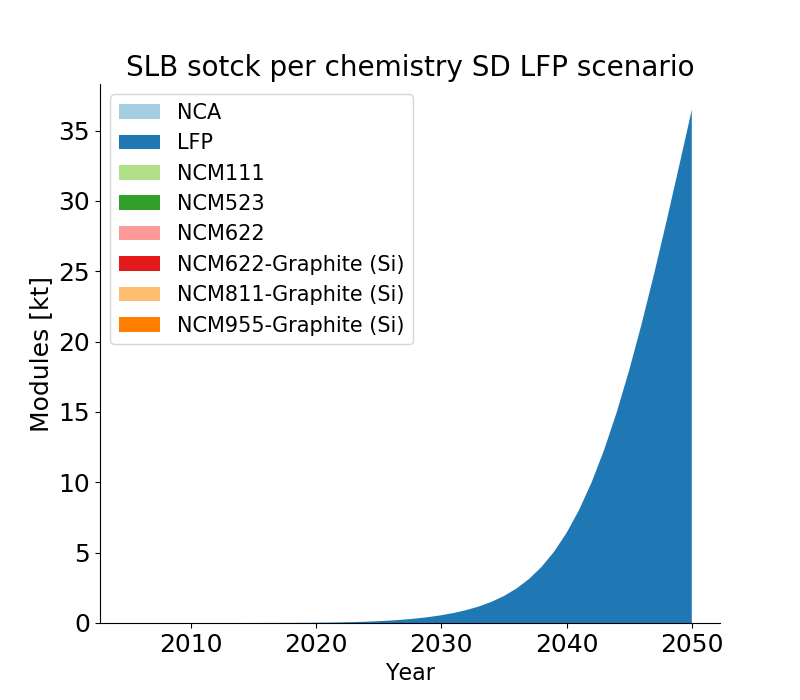 SLB sotck per chemistry SD LFP scenario
NCA
LFP
NCM111
NCM523
NCM622
NCM622-Graphite (Si)
NCM811-Graphite (Si)
NCM955-Graphite (Si)
Modules [kt]
35
30
25
20
15
10
5
0
2010 2020 2030 2040 2050
Year